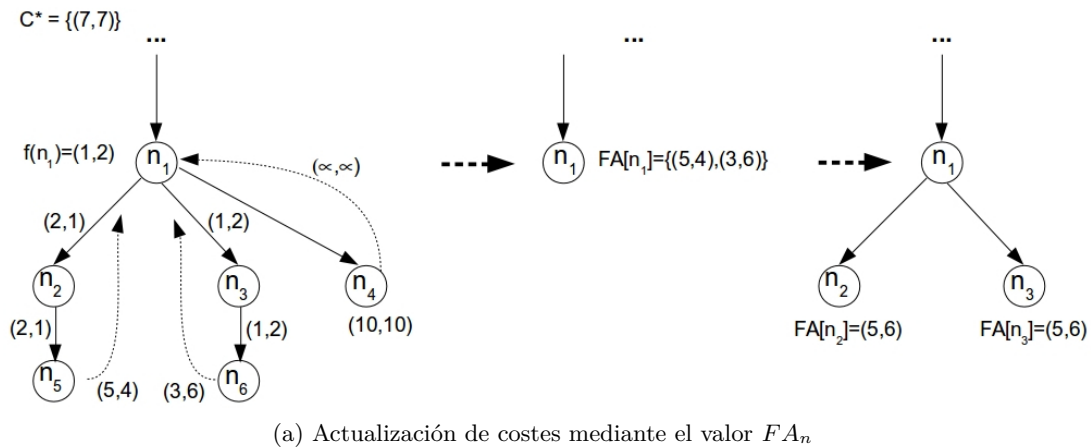 C* = {(7,7)}
...
...
...
f(n₁)=(1,2)
n₁
(∝,∝)
n₁
FA[n₁]={(5,4),(3,6)}
n₁
(2,1)
(1,2)
n₂
n₃
n₄
n₂
n₃
(2,1)
(1,2)
(10,10)
FA[n₂]=(5,6)
FA[n₃]=(5,6)
n₅
(5,4)
(3,6)
n₆
(a) Actualización de costes mediante el valor FAₙ